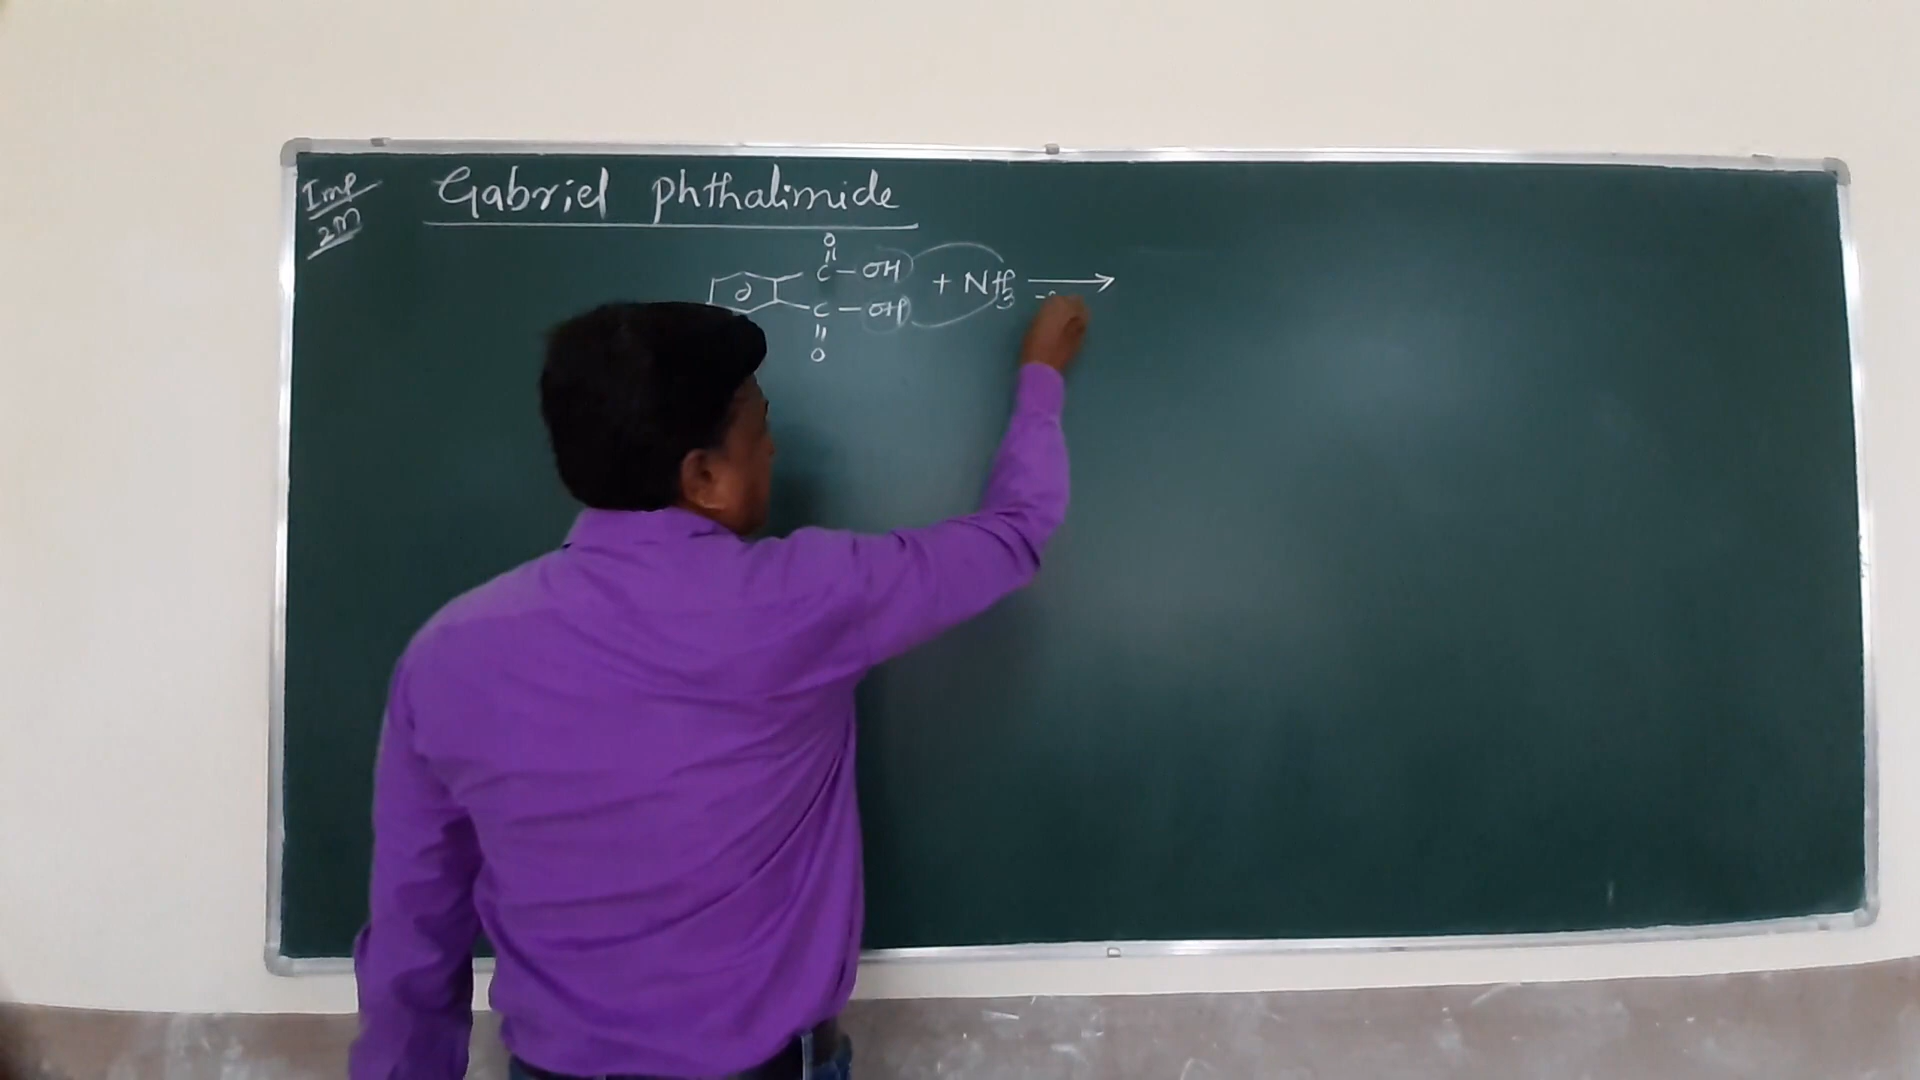 Imp
2M
Gabriel phthalimide
O
C - OH
+ NH3 →
C - OH
O